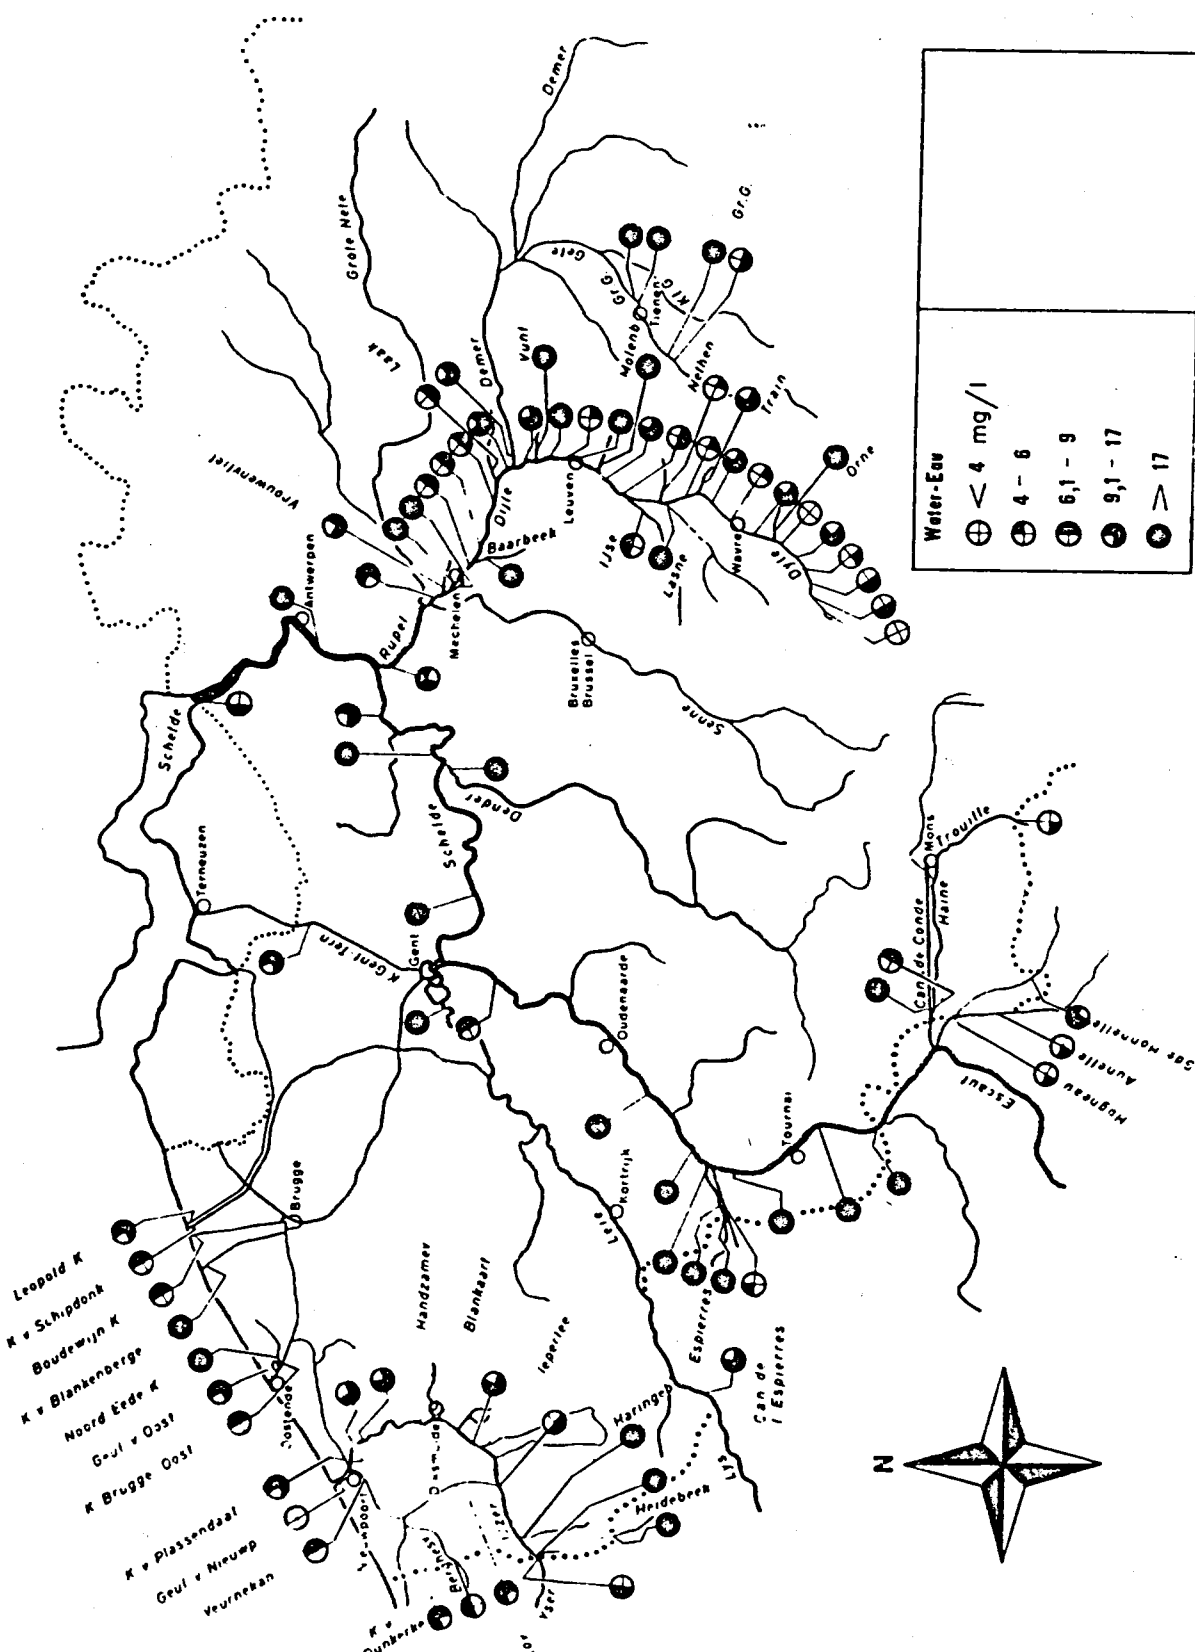 Water-Eau
< 4 mg/l
4 - 6
6,1 - 9
9,1 - 17
> 17
N
Schelde
Terneuzen
K Gent-Tern
Gent
Schelde
Antwerpen
Rupel
Mechelen
Vrouwenvliet
Laak
Grote Nete
Demer
Demer
Dijle
Baarbeek
Vunt
Leuven
Molenb
Tienen
Gete
Gr.G.
Kl G
Gr.G.
Nethen
Train
IJse
Lasne
Wavre
Orne
Dyle
Bruxelles
Brussel
Senne
Dender
Oudenaarde
Mons
Trouille
Haine
Can de Conde
Sde Honnelle
Aunelle
Hogneau
Escaut
Tournai
Kortrijk
Leie
Espierres
Can de
l Espierres
Lys
Brugge
Leopold K
K v Schipdonk
Boudewijn K
K v Blankenberge
Noord Eede K
Geul v Oost
K Brugge Oost
Oostende
K v Plassendaal
Geul v Nieuwp
Veurnekan
Handzamev
Blankaart
Ieperlee
Haringeb
Heidebeek
Yser
K v